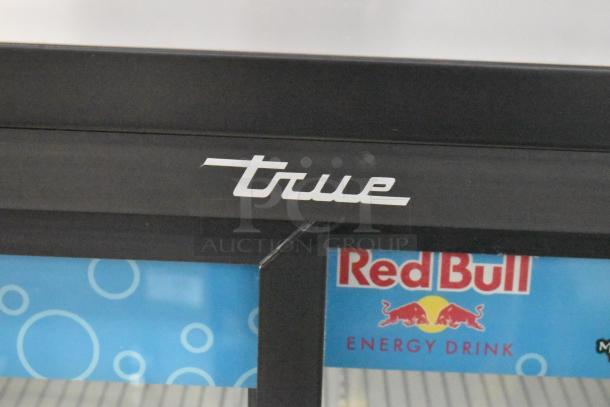 true
PCI
AUCTION GROUP
Red Bull
ENERGY DRINK
M